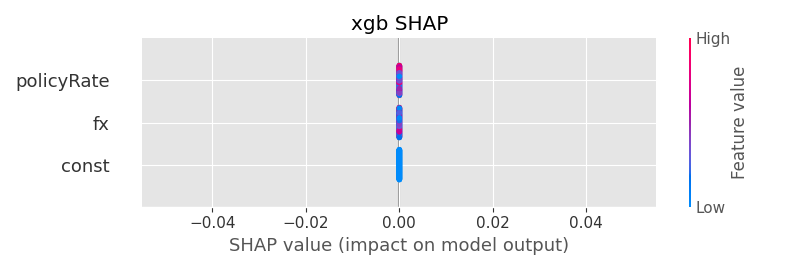 xgb SHAP
High
policyRate
fx
const
Feature value
Low
−0.04
−0.02
0.00
0.02
0.04
SHAP value (impact on model output)